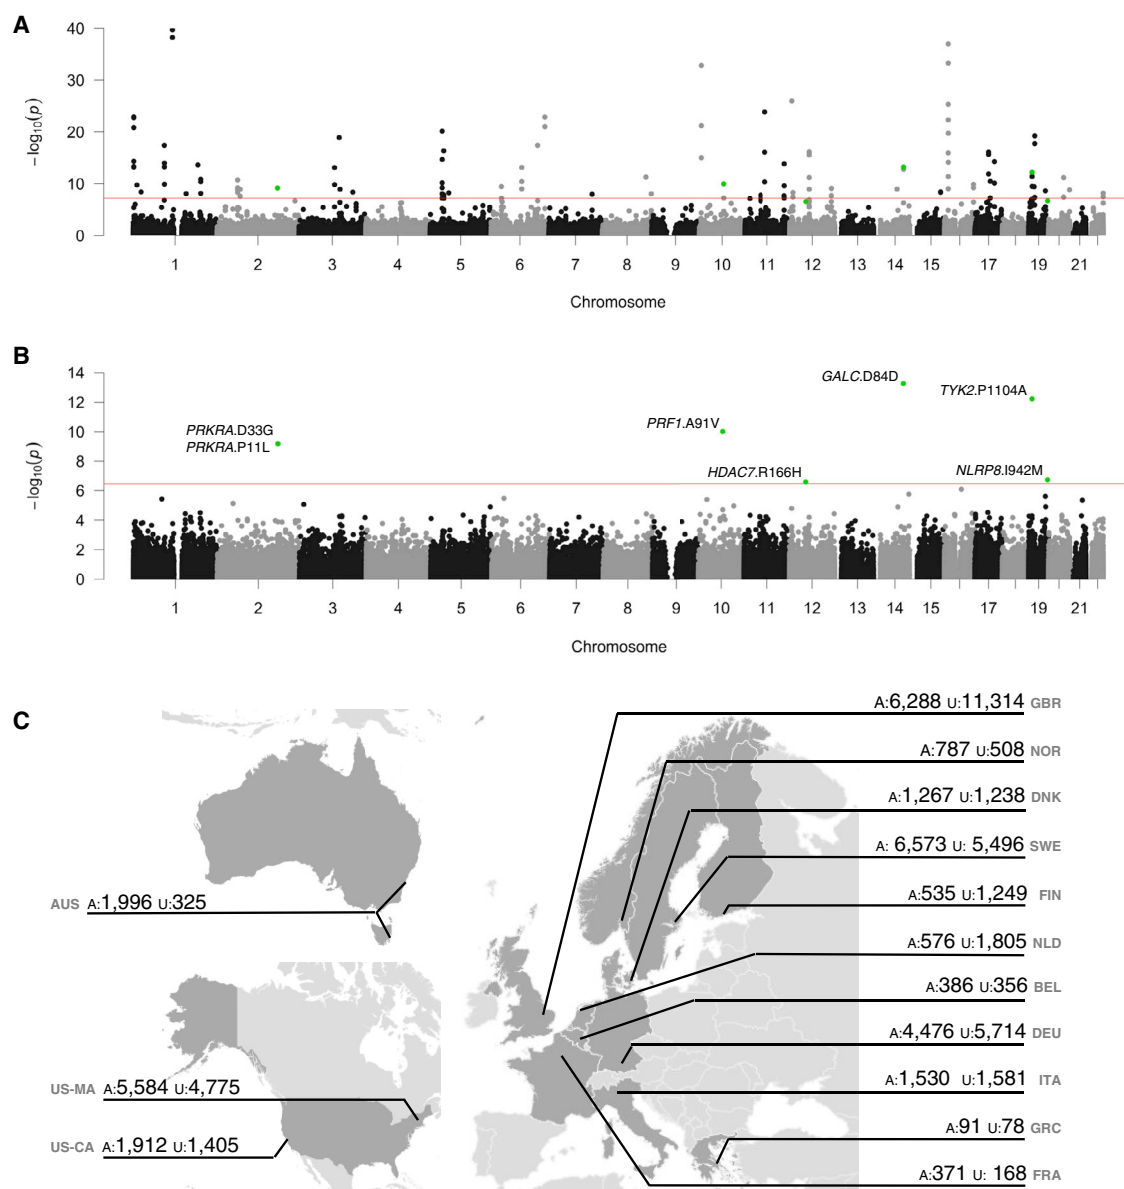 A
40
30
20
10
0
−log10(p)
1 2 3 4 5 6 7 8 9 10 11 12 13 14 15 17 19 21
Chromosome
B
14
12
10
8
6
4
2
0
−log10(p)
GALC.D84D
TYK2.P1104A
PRF1.A91V
PRKRA.D33G
PRKRA.P11L
HDAC7.R166H
NLRP8.I942M
1 2 3 4 5 6 7 8 9 10 11 12 13 14 15 17 19 21
Chromosome
C
A:6,288 U:11,314 GBR
A:787 U:508 NOR
A:1,267 U:1,238 DNK
A: 6,573 U: 5,496 SWE
A:535 U:1,249 FIN
AUS A:1,996 U:325
A:576 U:1,805 NLD
A:386 U:356 BEL
A:4,476 U:5,714 DEU
A:1,530 U:1,581 ITA
US-MA A:5,584 U:4,775
A:91 U:78 GRC
US-CA A:1,912 U:1,405
A:371 U: 168 FRA